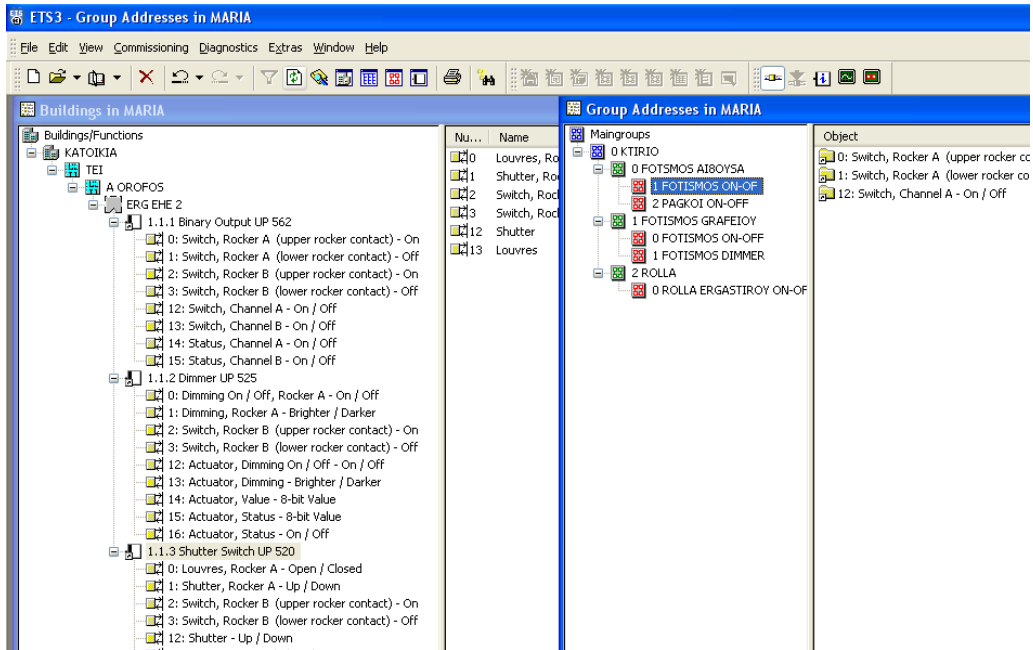 ETS3 - Group Addresses in MARIA
File Edit View Commissioning Diagnostics Extras Window Help
Buildings in MARIA
Buildings/Functions
KATOIKIA
TEI
A OROFOS
ERG EHE 2
1.1.1 Binary Output UP 562
0: Switch, Rocker A (upper rocker contact) - On
1: Switch, Rocker A (lower rocker contact) - Off
2: Switch, Rocker B (upper rocker contact) - On
3: Switch, Rocker B (lower rocker contact) - Off
12: Switch, Channel A - On / Off
13: Switch, Channel B - On / Off
14: Status, Channel A - On / Off
15: Status, Channel B - On / Off
1.1.2 Dimmer UP 525
0: Dimming On / Off, Rocker A - On / Off
1: Dimming, Rocker A - Brighter / Darker
2: Switch, Rocker B (upper rocker contact) - On
3: Switch, Rocker B (lower rocker contact) - Off
12: Actuator, Dimming On / Off - On / Off
13: Actuator, Dimming - Brighter / Darker
14: Actuator, Value - 8-bit Value
15: Actuator, Status - 8-bit Value
16: Actuator, Status - On / Off
1.1.3 Shutter Switch UP 520
0: Louvres, Rocker A - Open / Closed
1: Shutter, Rocker A - Up / Down
2: Switch, Rocker B (upper rocker contact) - On
3: Switch, Rocker B (lower rocker contact) - Off
12: Shutter - Up / Down
Nu... Name
0 Louvres, Ro
1 Shutter, Ro
2 Switch, Rock
3 Switch, Rock
12 Shutter
13 Louvres
Group Addresses in MARIA
Maingroups
0 KTIRIO
0 FOTSMOS AI8OYSA
1 FOTISMOS ON-OF
2 PAGKOI ON-OFF
1 FOTISMOS GRAFEIOY
0 FOTISMOS ON-OFF
1 FOTISMOS DIMMER
2 ROLLA
0 ROLLA ERGASTIROY ON-OF
Object
0: Switch, Rocker A (upper rocker co
1: Switch, Rocker A (lower rocker co
12: Switch, Channel A - On / Off